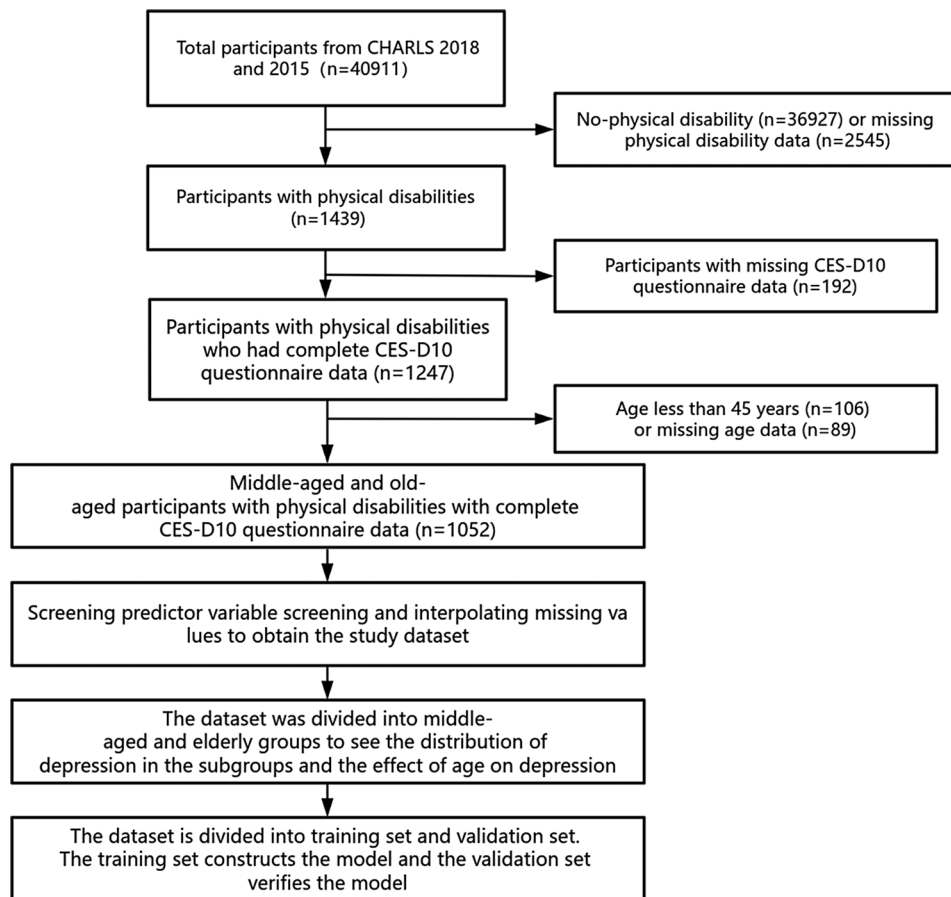 Total participants from CHARLS 2018
and 2015 (n=40911)
No-physical disability (n=36927) or missing
physical disability data (n=2545)
Participants with physical disabilities
(n=1439)
Participants with missing CES-D10
questionnaire data (n=192)
Participants with physical disabilities
who had complete CES-D10
questionnaire data (n=1247)
Age less than 45 years (n=106)
or missing age data (n=89)
Middle-aged and old-
aged participants with physical disabilities with complete
CES-D10 questionnaire data (n=1052)
Screening predictor variable screening and interpolating missing va
lues to obtain the study dataset
The dataset was divided into middle-
aged and elderly groups to see the distribution of
depression in the subgroups and the effect of age on depression
The dataset is divided into training set and validation set.
The training set constructs the model and the validation set
verifies the model